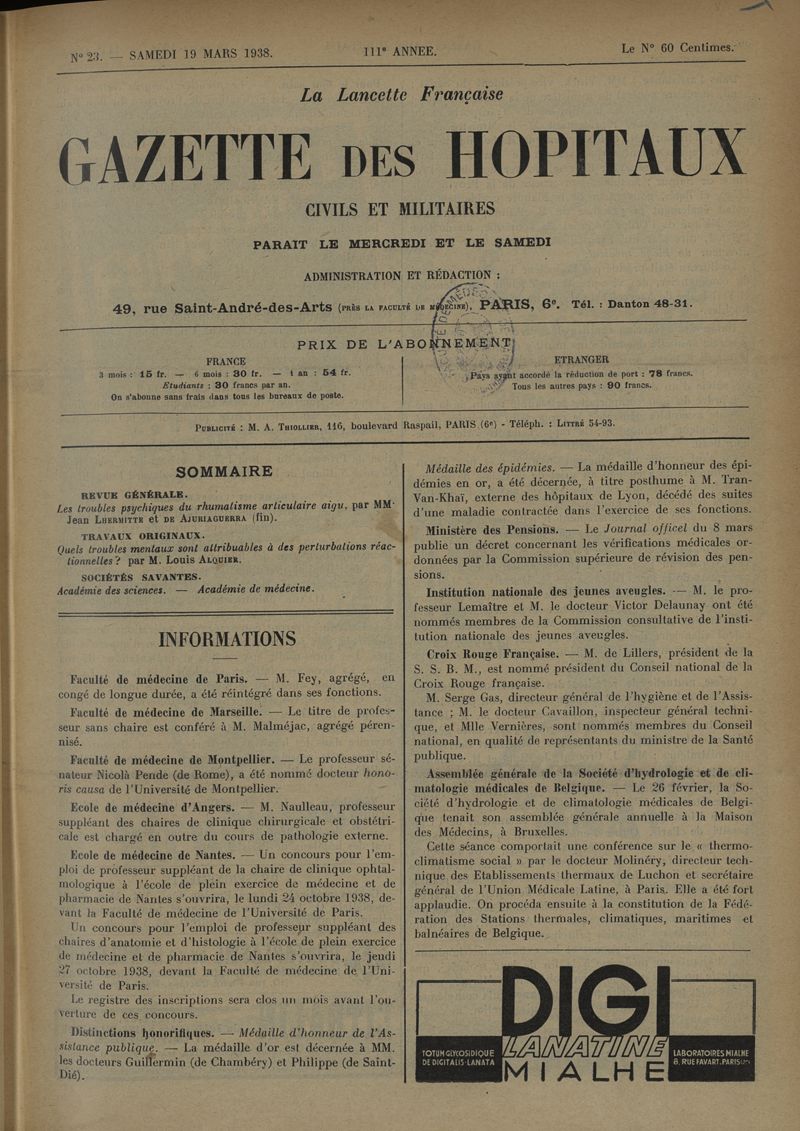 N° 23. — SAMEDI 19 MARS 1938.
111e ANNEE.
Le N° 60 Centimes.
La Lancette Française
GAZETTE DES HOPITAUX
CIVILS ET MILITAIRES
PARAIT LE MERCREDI ET LE SAMEDI
ADMINISTRATION ET RÉDACTION :
49, rue Saint-André-des-Arts (PRÈS LA FACULTÉ DE MÉDECINE), PARIS, 6e. Tél. : Danton 48-31.
PRIX DE L'ABONNEMENT
FRANCE
3 mois : 15 fr. — 6 mois : 30 fr. — 1 an : 54 fr.
Etudiants : 30 francs par an.
On s'abonne sans frais dans tous les bureaux de poste.
ETRANGER
Pays ayant accordé la réduction de port : 78 francs.
Tous les autres pays : 90 francs.
PUBLICITÉ : M. A. THIOLLIER, 116, boulevard Raspail, PARIS (6e) - Téléph. : LITTRÉ 54-93.
SOMMAIRE
REVUE GÉNÉRALE.
Les troubles psychiques du rhumatisme articulaire aigu, par MM.
Jean LHERMITTE et DE AJURIAGUERRA (fin).
TRAVAUX ORIGINAUX.
Quels troubles mentaux sont attribuables à des perturbations réac-
tionnelles ? par M. Louis ALQUIER.
SOCIÉTÉS SAVANTES.
Académie des sciences. — Académie de médecine.
INFORMATIONS
Faculté de médecine de Paris. — M. Fey, agrégé, en
congé de longue durée, a été réintégré dans ses fonctions.
Faculté de médecine de Marseille. — Le titre de profes-
seur sans chaire est conféré à M. Malméjac, agrégé péren-
nisé.
Faculté de médecine de Montpellier. — Le professeur sé-
nateur Nicolà Pende (de Rome), a été nommé docteur hono-
ris causa de l'Université de Montpellier.
Ecole de médecine d'Angers. — M. Naulleau, professeur
suppléant des chaires de clinique chirurgicale et obstétri-
cale est chargé en outre du cours de pathologie externe.
Ecole de médecine de Nantes. — Un concours pour l'em-
ploi de professeur suppléant de la chaire de clinique ophtal-
mologique à l'école de plein exercice de médecine et de
pharmacie de Nantes s'ouvrira, le lundi 24 octobre 1938, de-
vant la Faculté de médecine de l'Université de Paris.
Un concours pour l'emploi de professeur suppléant des
chaires d'anatomie et d'histologie à l'école de plein exercice
de médecine et de pharmacie de Nantes s'ouvrira, le jeudi
27 octobre 1938, devant la Faculté de médecine de l'Uni-
versité de Paris.
Le registre des inscriptions sera clos un mois avant l'ou-
verture de ces concours.
Distinctions honorifiques. — Médaille d'honneur de l'As-
sistance publique. — La médaille d'or est décernée à MM.
les docteurs Guillermin (de Chambéry) et Philippe (de Saint-
Dié).
Médaille des épidémies. — La médaille d'honneur des épi-
démies en or, a été décernée, à titre posthume à M. Tran-
Van-Khaï, externe des hôpitaux de Lyon, décédé des suites
d'une maladie contractée dans l'exercice de ses fonctions.
Ministère des Pensions. — Le Journal officel du 8 mars
publie un décret concernant les vérifications médicales or-
données par la Commission supérieure de révision des pen-
sions.
Institution nationale des jeunes aveugles. — M. le pro-
fesseur Lemaître et M. le docteur Victor Delaunay ont été
nommés membres de la Commission consultative de l'insti-
tution nationale des jeunes aveugles.
Croix Rouge Française. — M. de Lillers, président de la
S. S. B. M., est nommé président du Conseil national de la
Croix Rouge française.
M. Serge Gas, directeur général de l'hygiène et de l'Assis-
tance ; M. le docteur Cavaillon, inspecteur général techni-
que, et Mlle Vernières, sont nommés membres du Conseil
national, en qualité de représentants du ministre de la Santé
publique.
Assemblée générale de la Société d'hydrologie et de cli-
matologie médicales de Belgique. — Le 26 février, la So-
ciété d'hydrologie et de climatologie médicales de Belgi-
que tenait son assemblée générale annuelle à la Maison
des Médecins, à Bruxelles.
Cette séance comportait une conférence sur le « thermo-
climatisme social » par le docteur Molinéry, directeur tech-
nique des Etablissements thermaux de Luchon et secrétaire
général de l'Union Médicale Latine, à Paris. Elle a été fort
applaudie. On procéda ensuite à la constitution de la Fédé-
ration des Stations thermales, climatiques, maritimes et
balnéaires de Belgique.
DIGI
LANATINE
MIALHE
TOTUM GLYCOSIDIQUE
DE DIGITALIS LANATA
LABORATOIRES MIALHE
8, RUE FAVART, PARIS